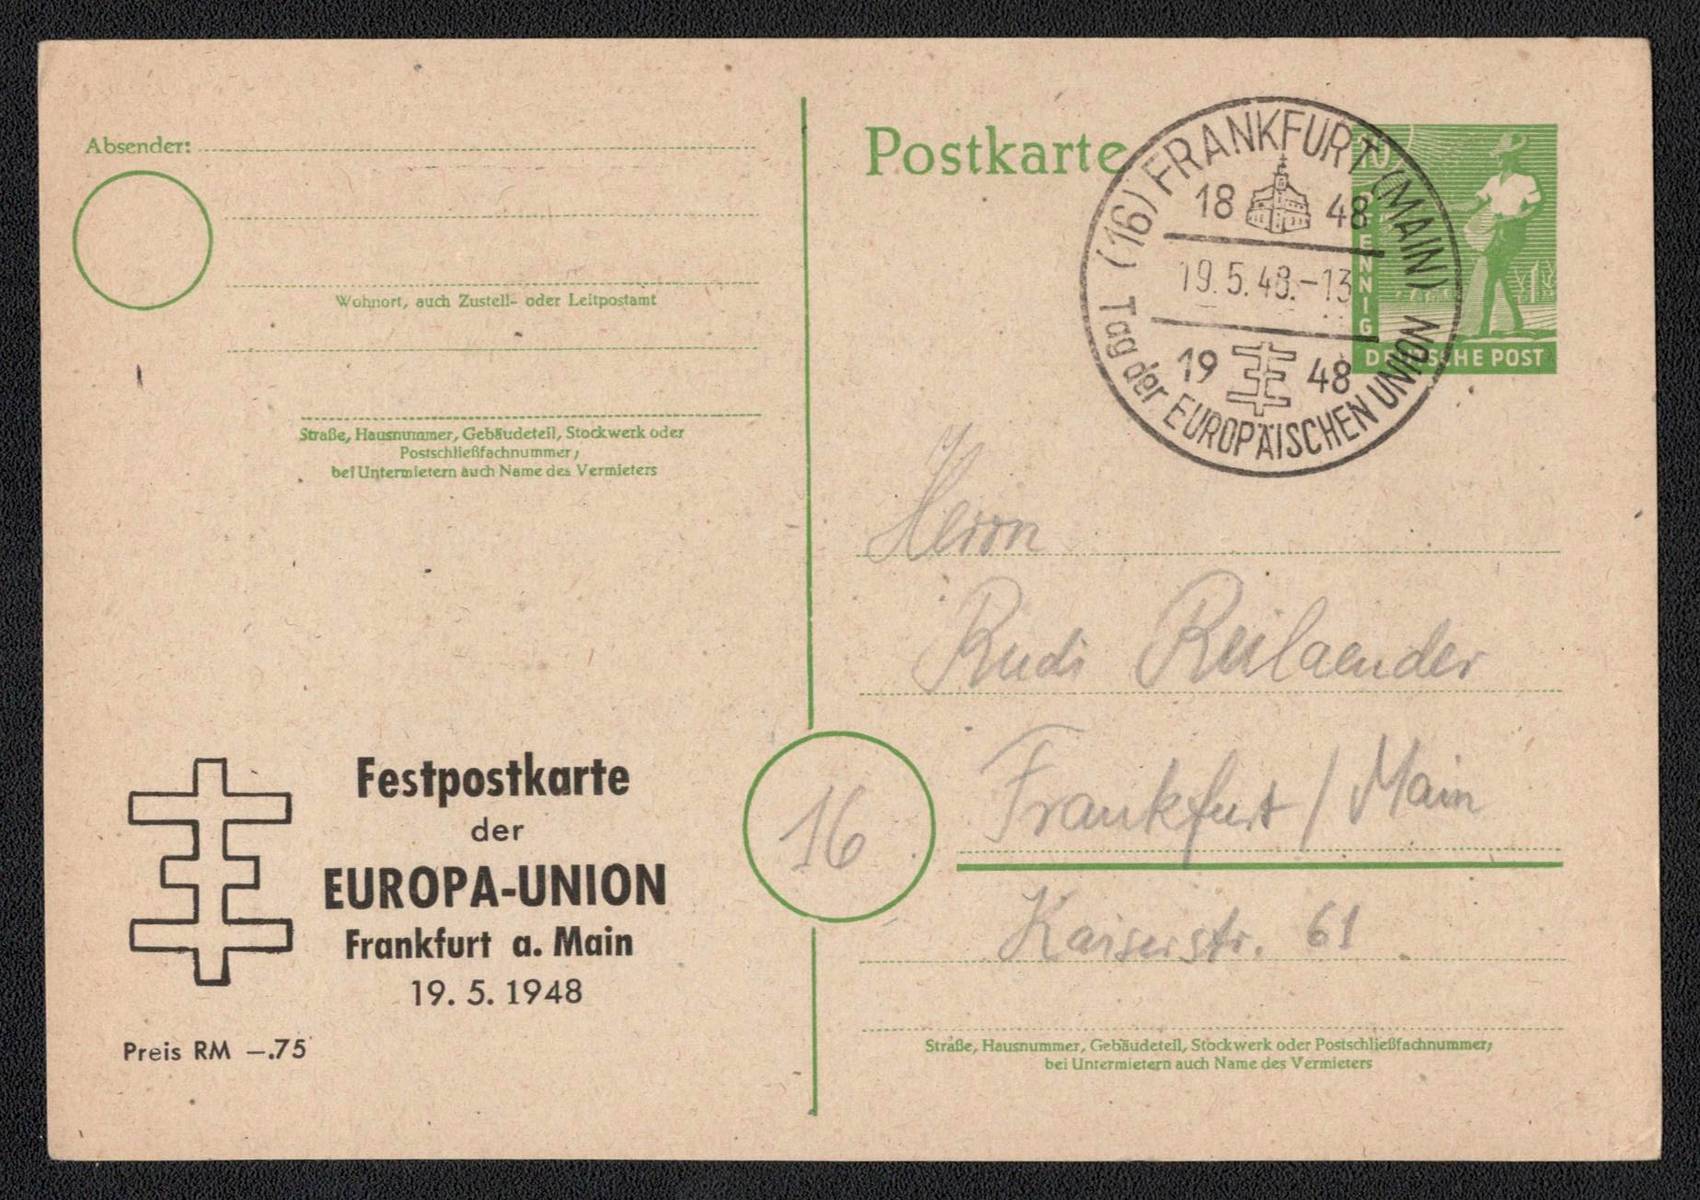 Absender:
Wohnort, auch Zustell- oder Leitpostamt
Straße, Hausnummer, Gebäudeteil, Stockwerk oder
Postschließfachnummer;
bei Untermietern auch Name des Vermieters
Festpostkarte
der
EUROPA-UNION
Frankfurt a. Main
19. 5. 1948
Preis RM —.75
Postkarte
(16) FRANKFURT (MAIN)
18 48
19.5.48.-13
19 48
Tag der EUROPÄISCHEN UNION
10
PFENNIG
DEUTSCHE POST
Herrn
Rudi Reilaender
16
Frankfurt / Main
Kaiserstr. 61
Straße, Hausnummer, Gebäudeteil, Stockwerk oder Postschließfachnummer;
bei Untermietern auch Name des Vermieters